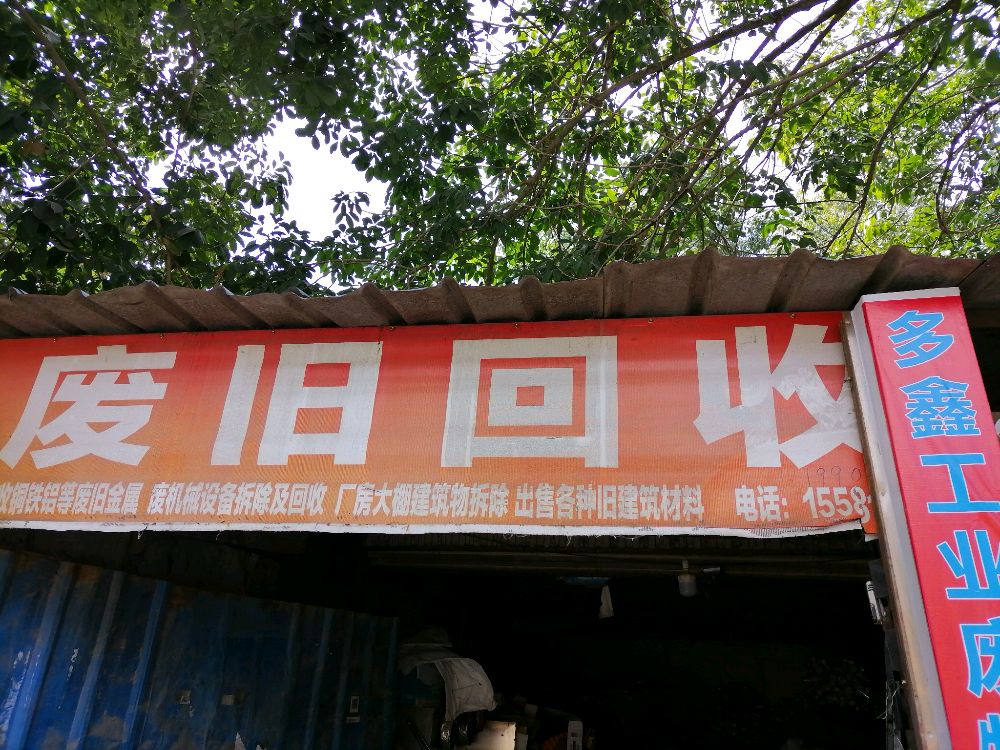 废旧回收
收铜铁铝等废旧金属 废机械设备拆除及回收 厂房大棚建筑物拆除 出售各种旧建筑材料 电话：1558
199
多鑫工业废